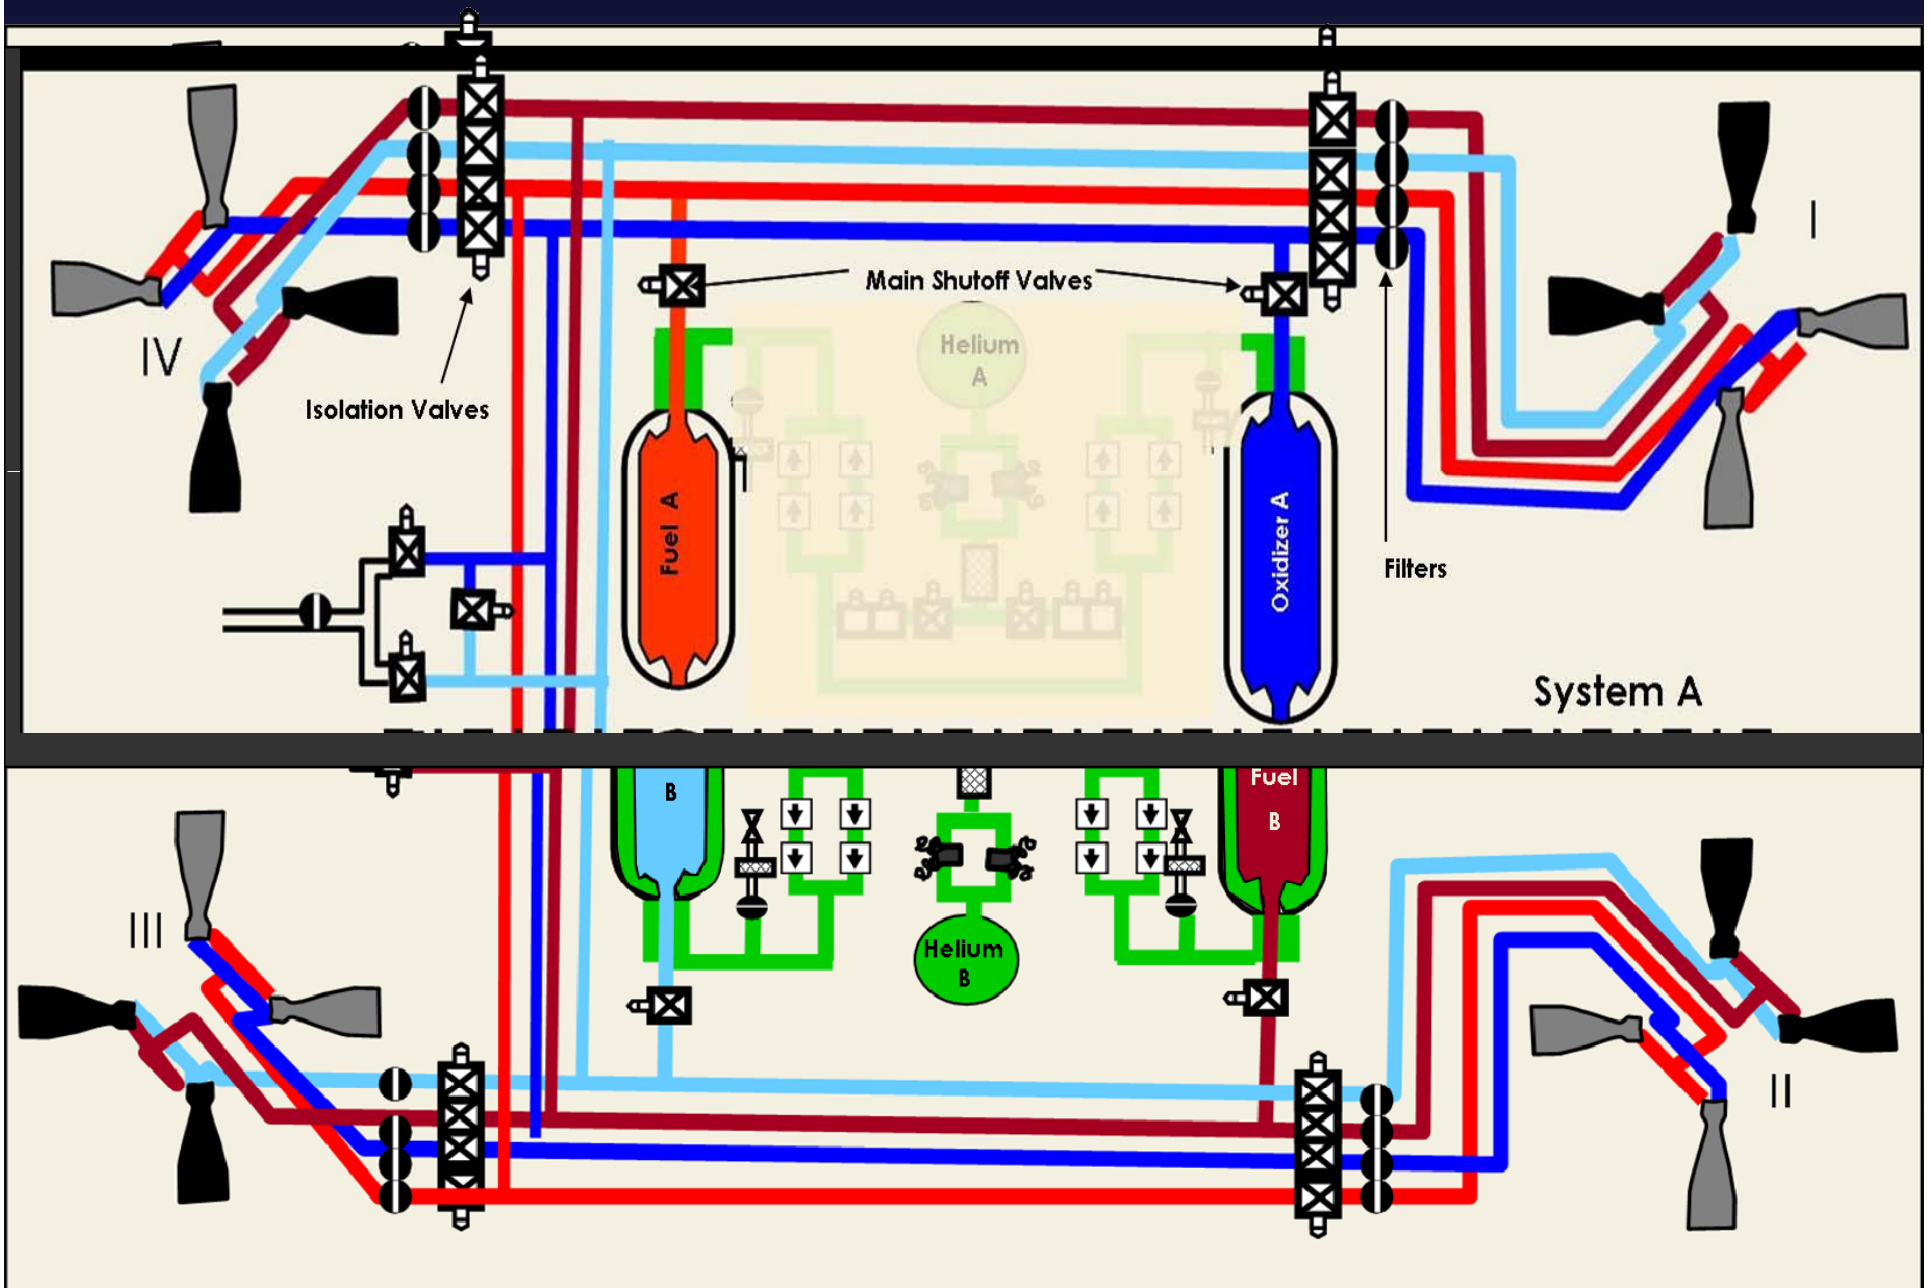 I
Main Shutoff Valves
Helium
A
IV
Isolation Valves
Fuel A
Oxidizer A
Filters
System A
B
Fuel
B
III
Helium
B
II